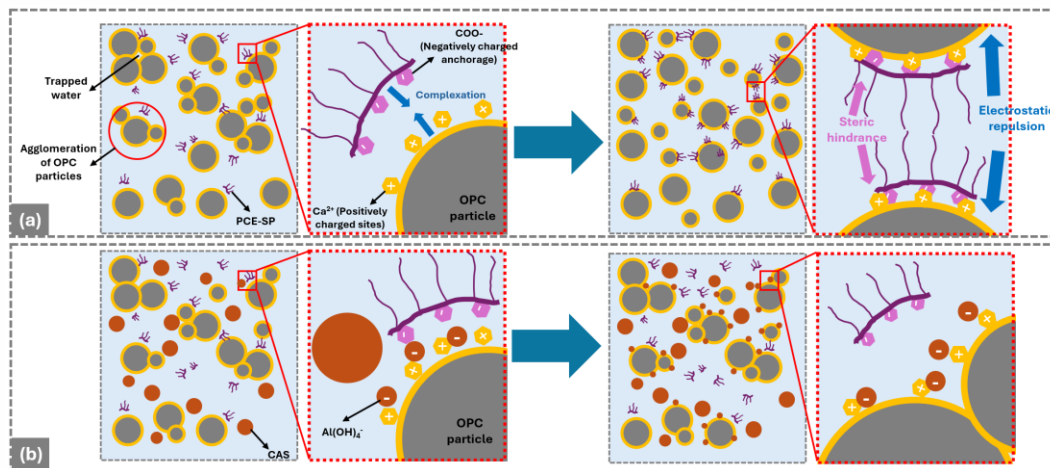 Trapped
water
Agglomeration of OPC
particles
PCE-SP
COO-
(Negatively charged
anchorage)
Complexation
Ca²⁺ (Positively
charged sites)
OPC
particle
Steric
hindrance
Electrostatic
repulsion
(a)
Al(OH)₄⁻
CAS
OPC
particle
(b)